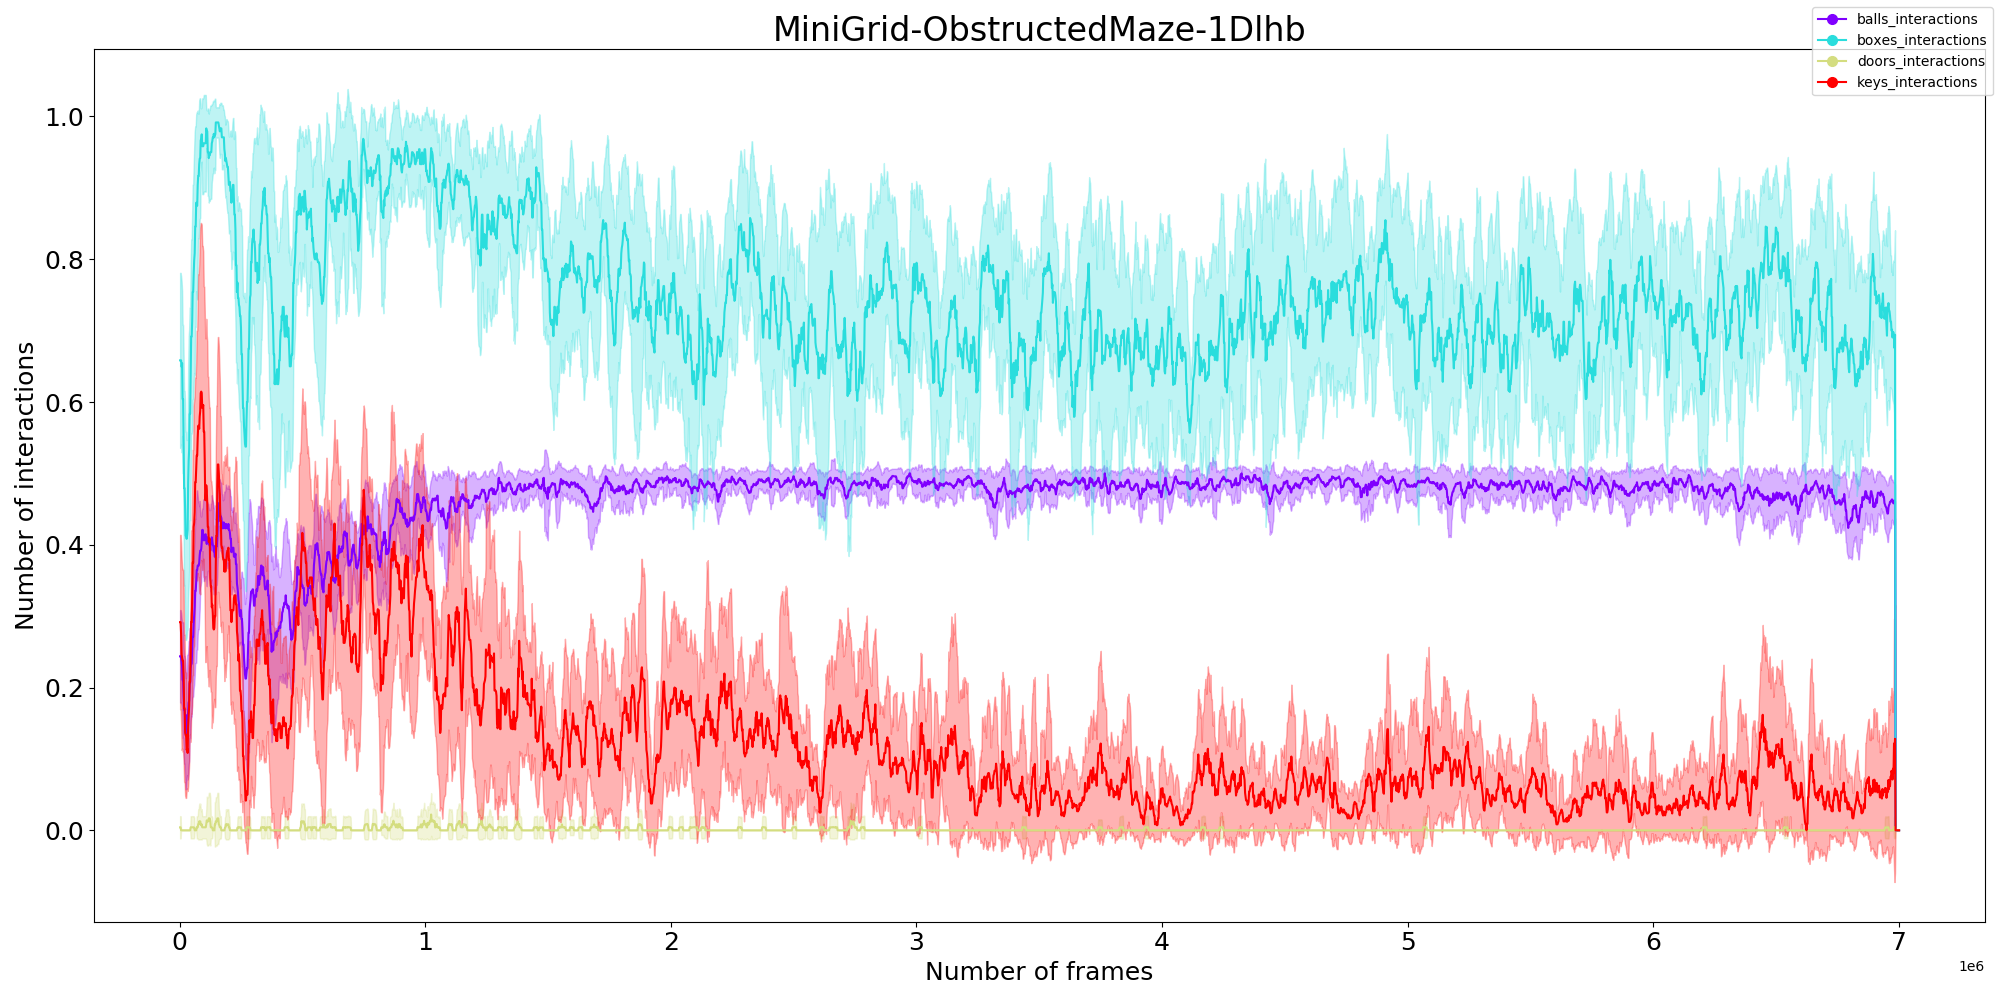 MiniGrid-ObstructedMaze-1Dlhb
balls_interactions
boxes_interactions
doors_interactions
keys_interactions
Number of interactions
1.0
0.8
0.6
0.4
0.2
0.0
0 1 2 3 4 5 6 7
1e6
Number of frames